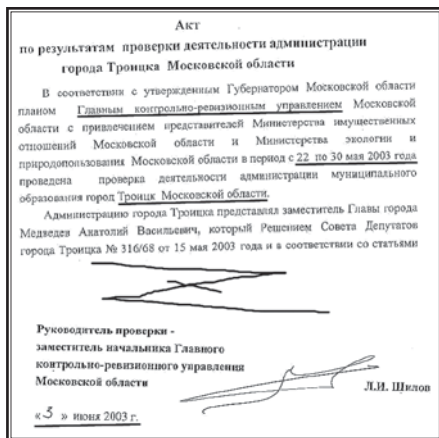 Акт
по результатам проверки деятельности администрации
города Троицка Московской области
В соответствии с утвержденным Губернатором Московской области
планом Главным контрольно-ревизионным управлением Московской
области с привлечением представителей Министерства имущественных
отношений Московской области и Министерства экологии и
природопользования Московской области в период с 22 по 30 мая 2003 года
проведена проверка деятельности администрации муниципального
образования город Троицк Московской области.
Администрацию города Троицка представлял заместитель Главы города
Медведев Анатолий Васильевич, который Решением Совета Депутатов
города Троицка № 316/68 от 15 мая 2003 года и в соответствии со статьями
Руководитель проверки -
заместитель начальника Главного
контрольно-ревизионного управления
Московской области
Л.И. Шилов
«3» июня 2003 г.